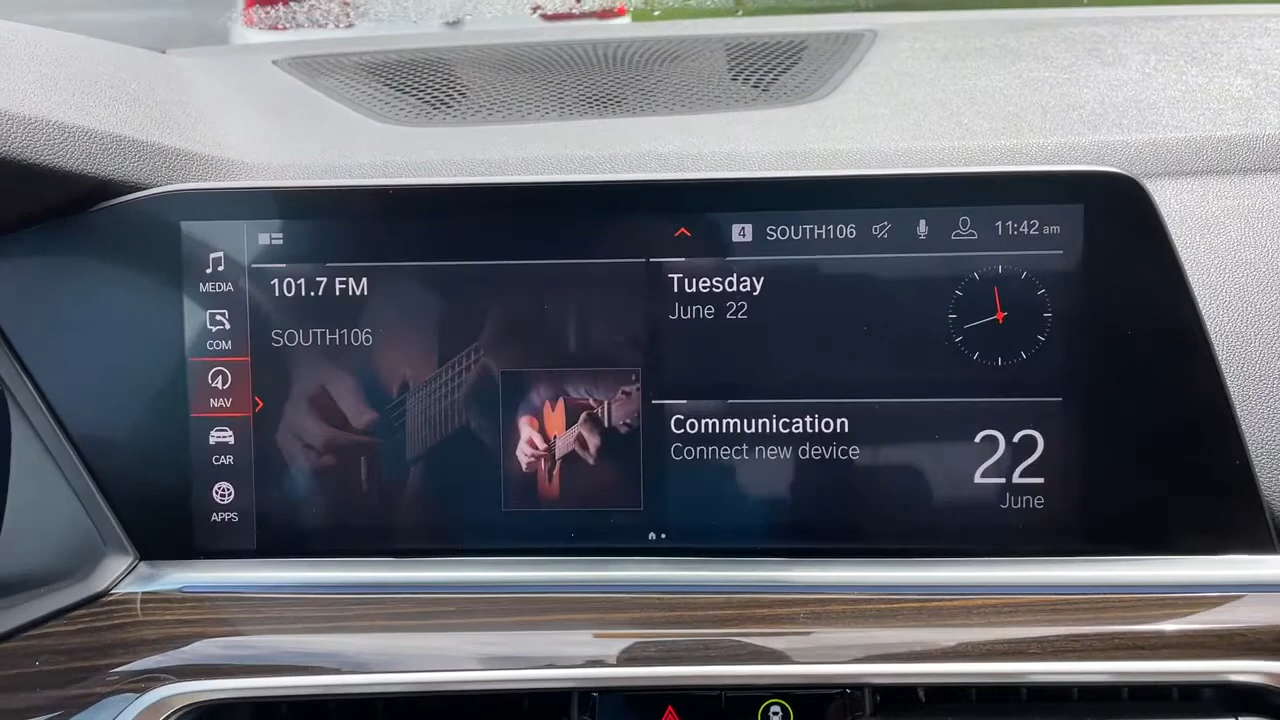 4 SOUTH106 11:42 am
MEDIA
COM
NAV
CAR
APPS
101.7 FM
SOUTH106
Tuesday
June 22
Communication
Connect new device
22
June